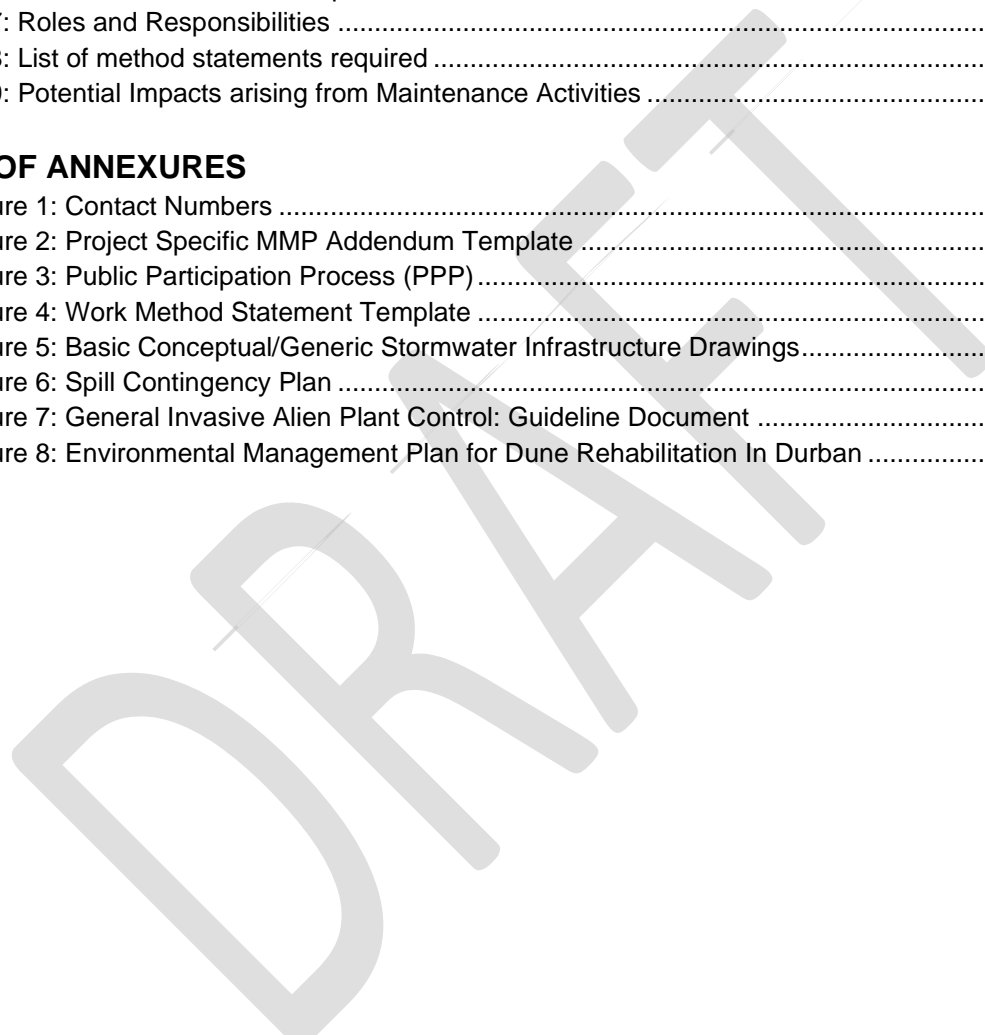 7: Roles and Responsibilities ........................................................................................
: List of method statements required ........................................................................................
: Potential Impacts arising from Maintenance Activities ........................................................................................
OF ANNEXURES
ure 1: Contact Numbers ........................................................................................
ure 2: Project Specific MMP Addendum Template ........................................................................................
ure 3: Public Participation Process (PPP) ........................................................................................
ure 4: Work Method Statement Template ........................................................................................
ure 5: Basic Conceptual/Generic Stormwater Infrastructure Drawings ........................................................................................
ure 6: Spill Contingency Plan ........................................................................................
ure 7: General Invasive Alien Plant Control: Guideline Document ........................................................................................
ure 8: Environmental Management Plan for Dune Rehabilitation In Durban ........................................................................................
DRAFT